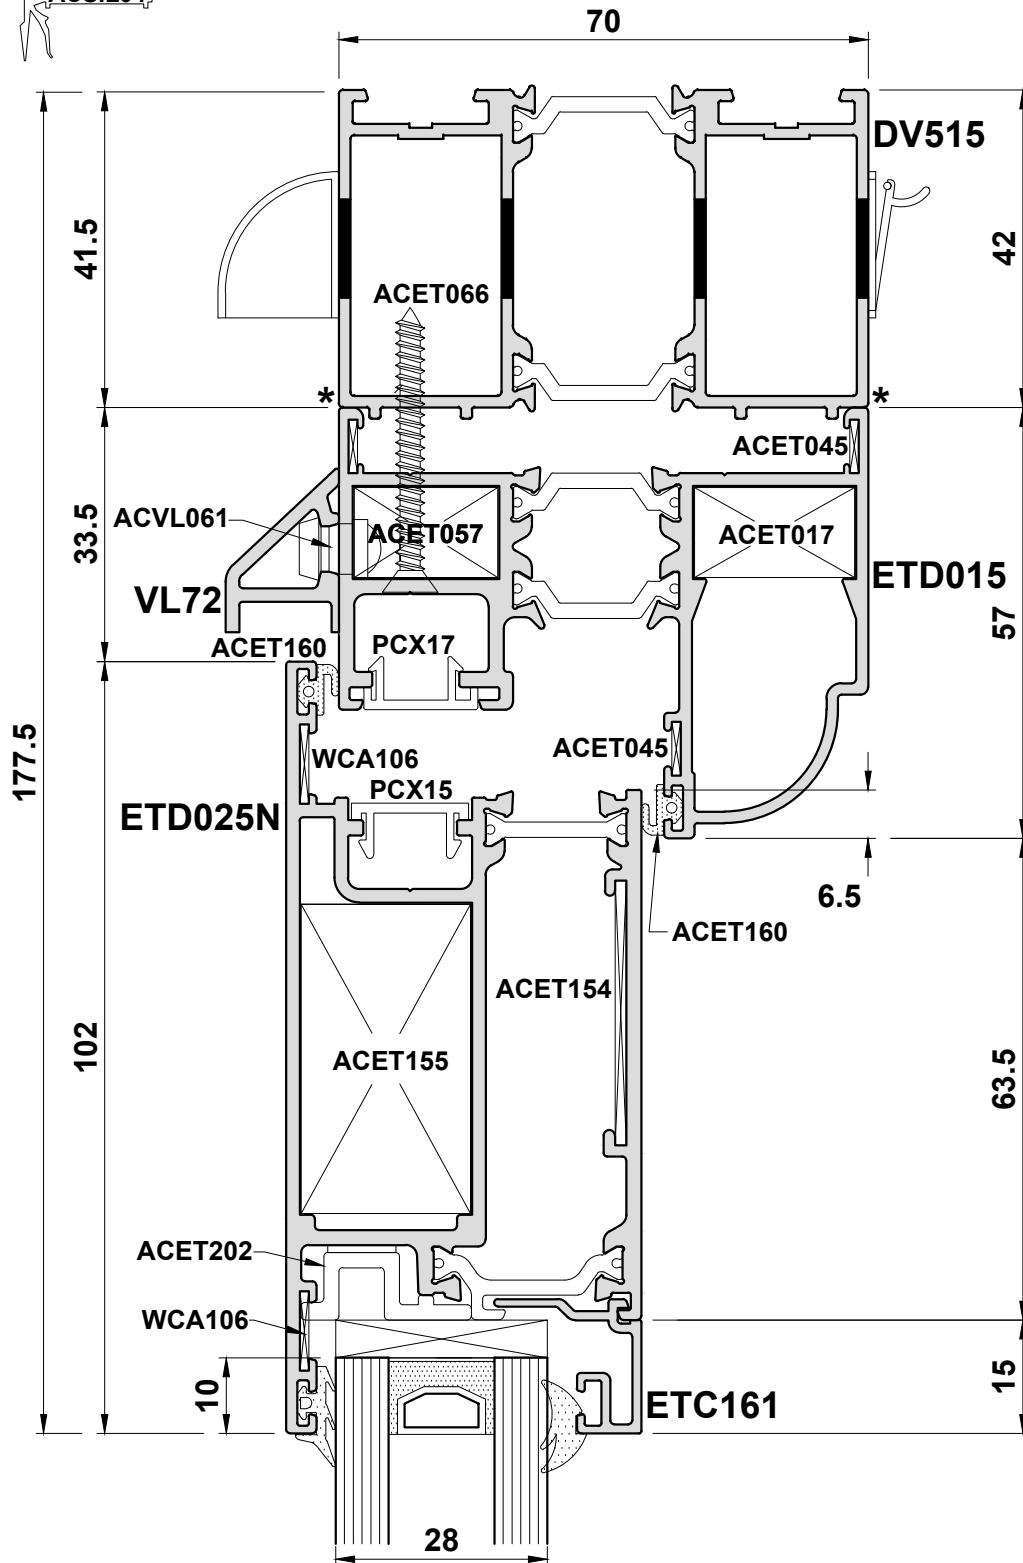 70
DV515
41.5
42
ACET066
*
*
ACET045
33.5
ACVL061
ACET057
ACET017
ETD015
VL72
57
ACET160
PCX17
177.5
WCA106
ACET045
PCX15
ETD025N
6.5
ACET160
ACET154
102
ACET155
63.5
ACET202
WCA106
10
15
ETC161
28